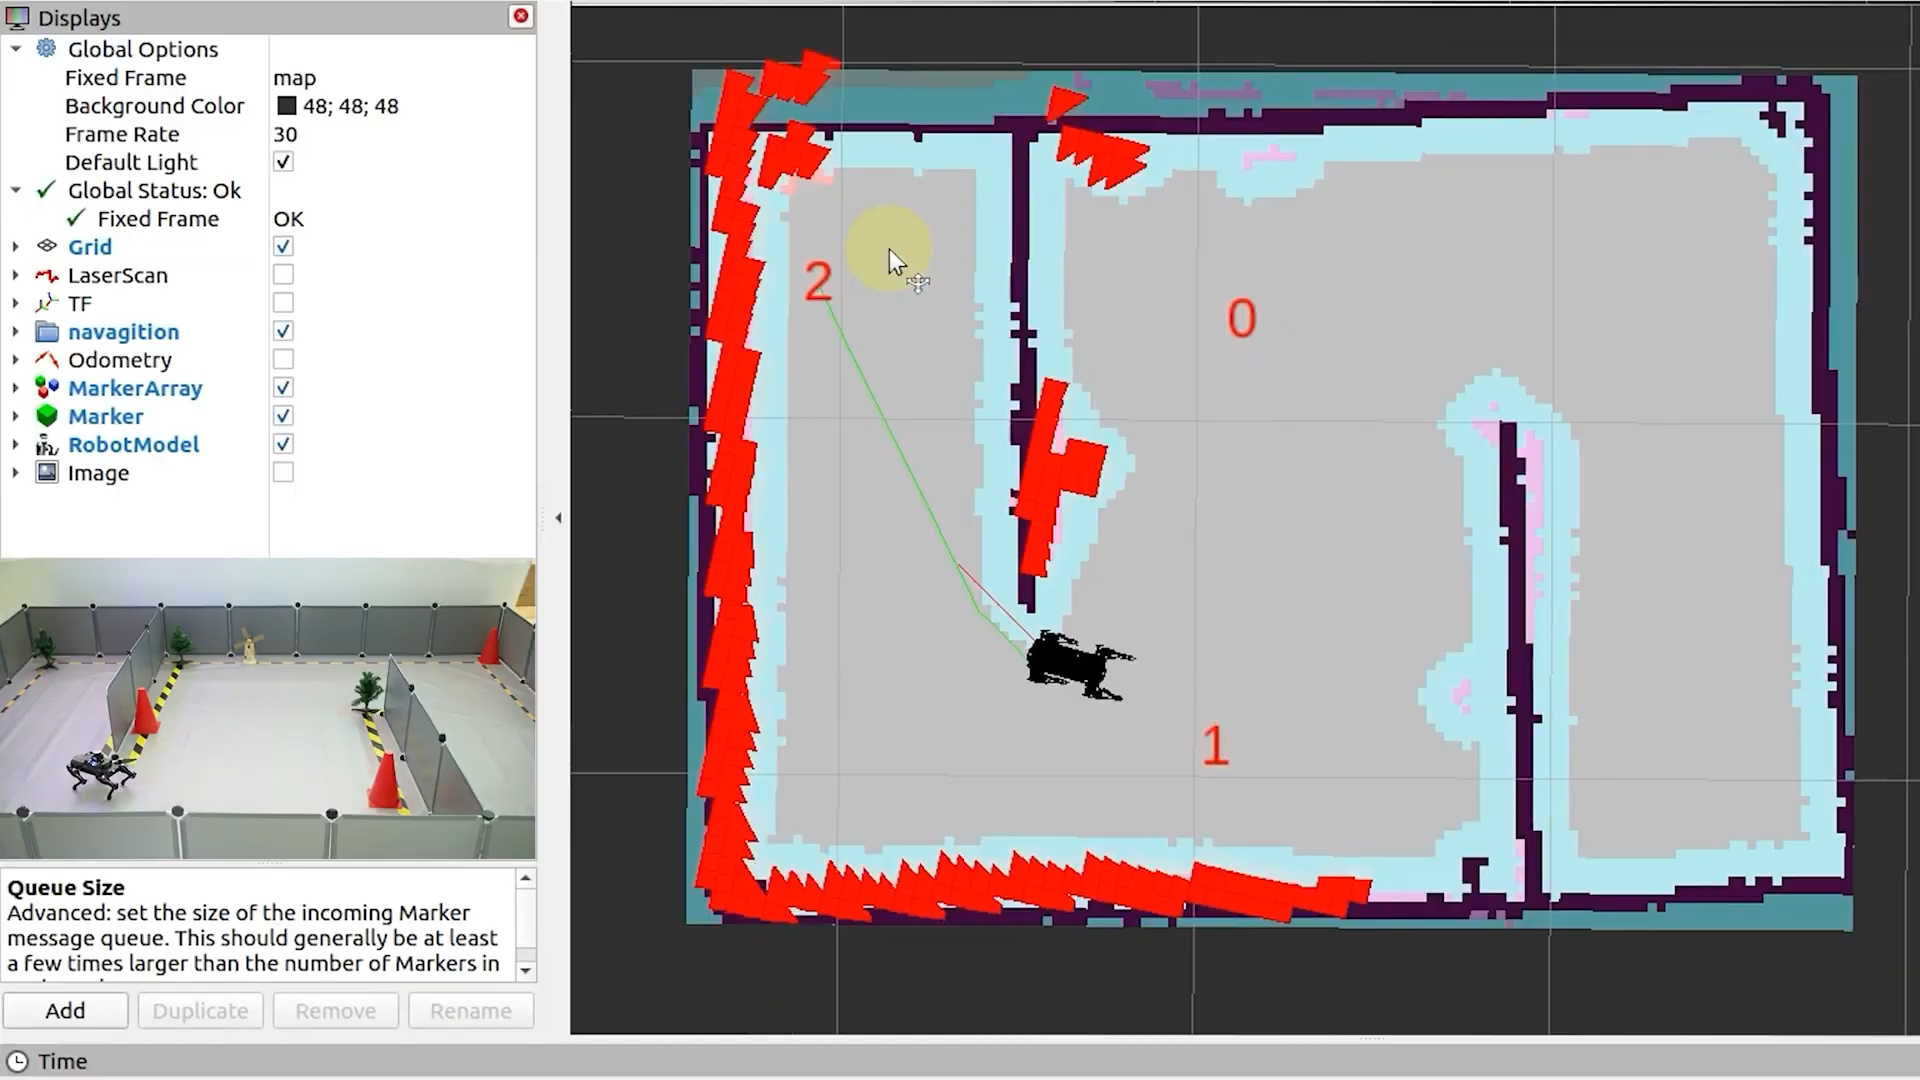 Displays
Global Options
Fixed Frame map
Background Color 48; 48; 48
Frame Rate 30
Default Light
Global Status: Ok
Fixed Frame OK
Grid
LaserScan
TF
navagition
Odometry
MarkerArray
Marker
RobotModel
Image
Queue Size
Advanced: set the size of the incoming Marker
message queue. This should generally be at least
a few times larger than the number of Markers in
Add Duplicate Remove Rename
Time
2
0
1